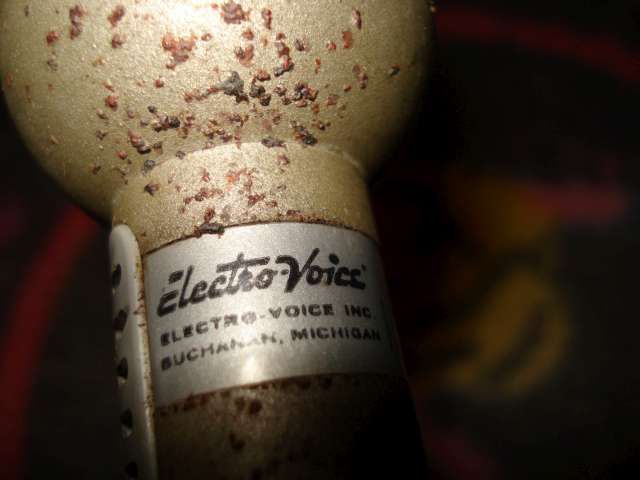 Electro-Voice®
ELECTRO-VOICE INC.
BUCHANAN, MICHIGAN